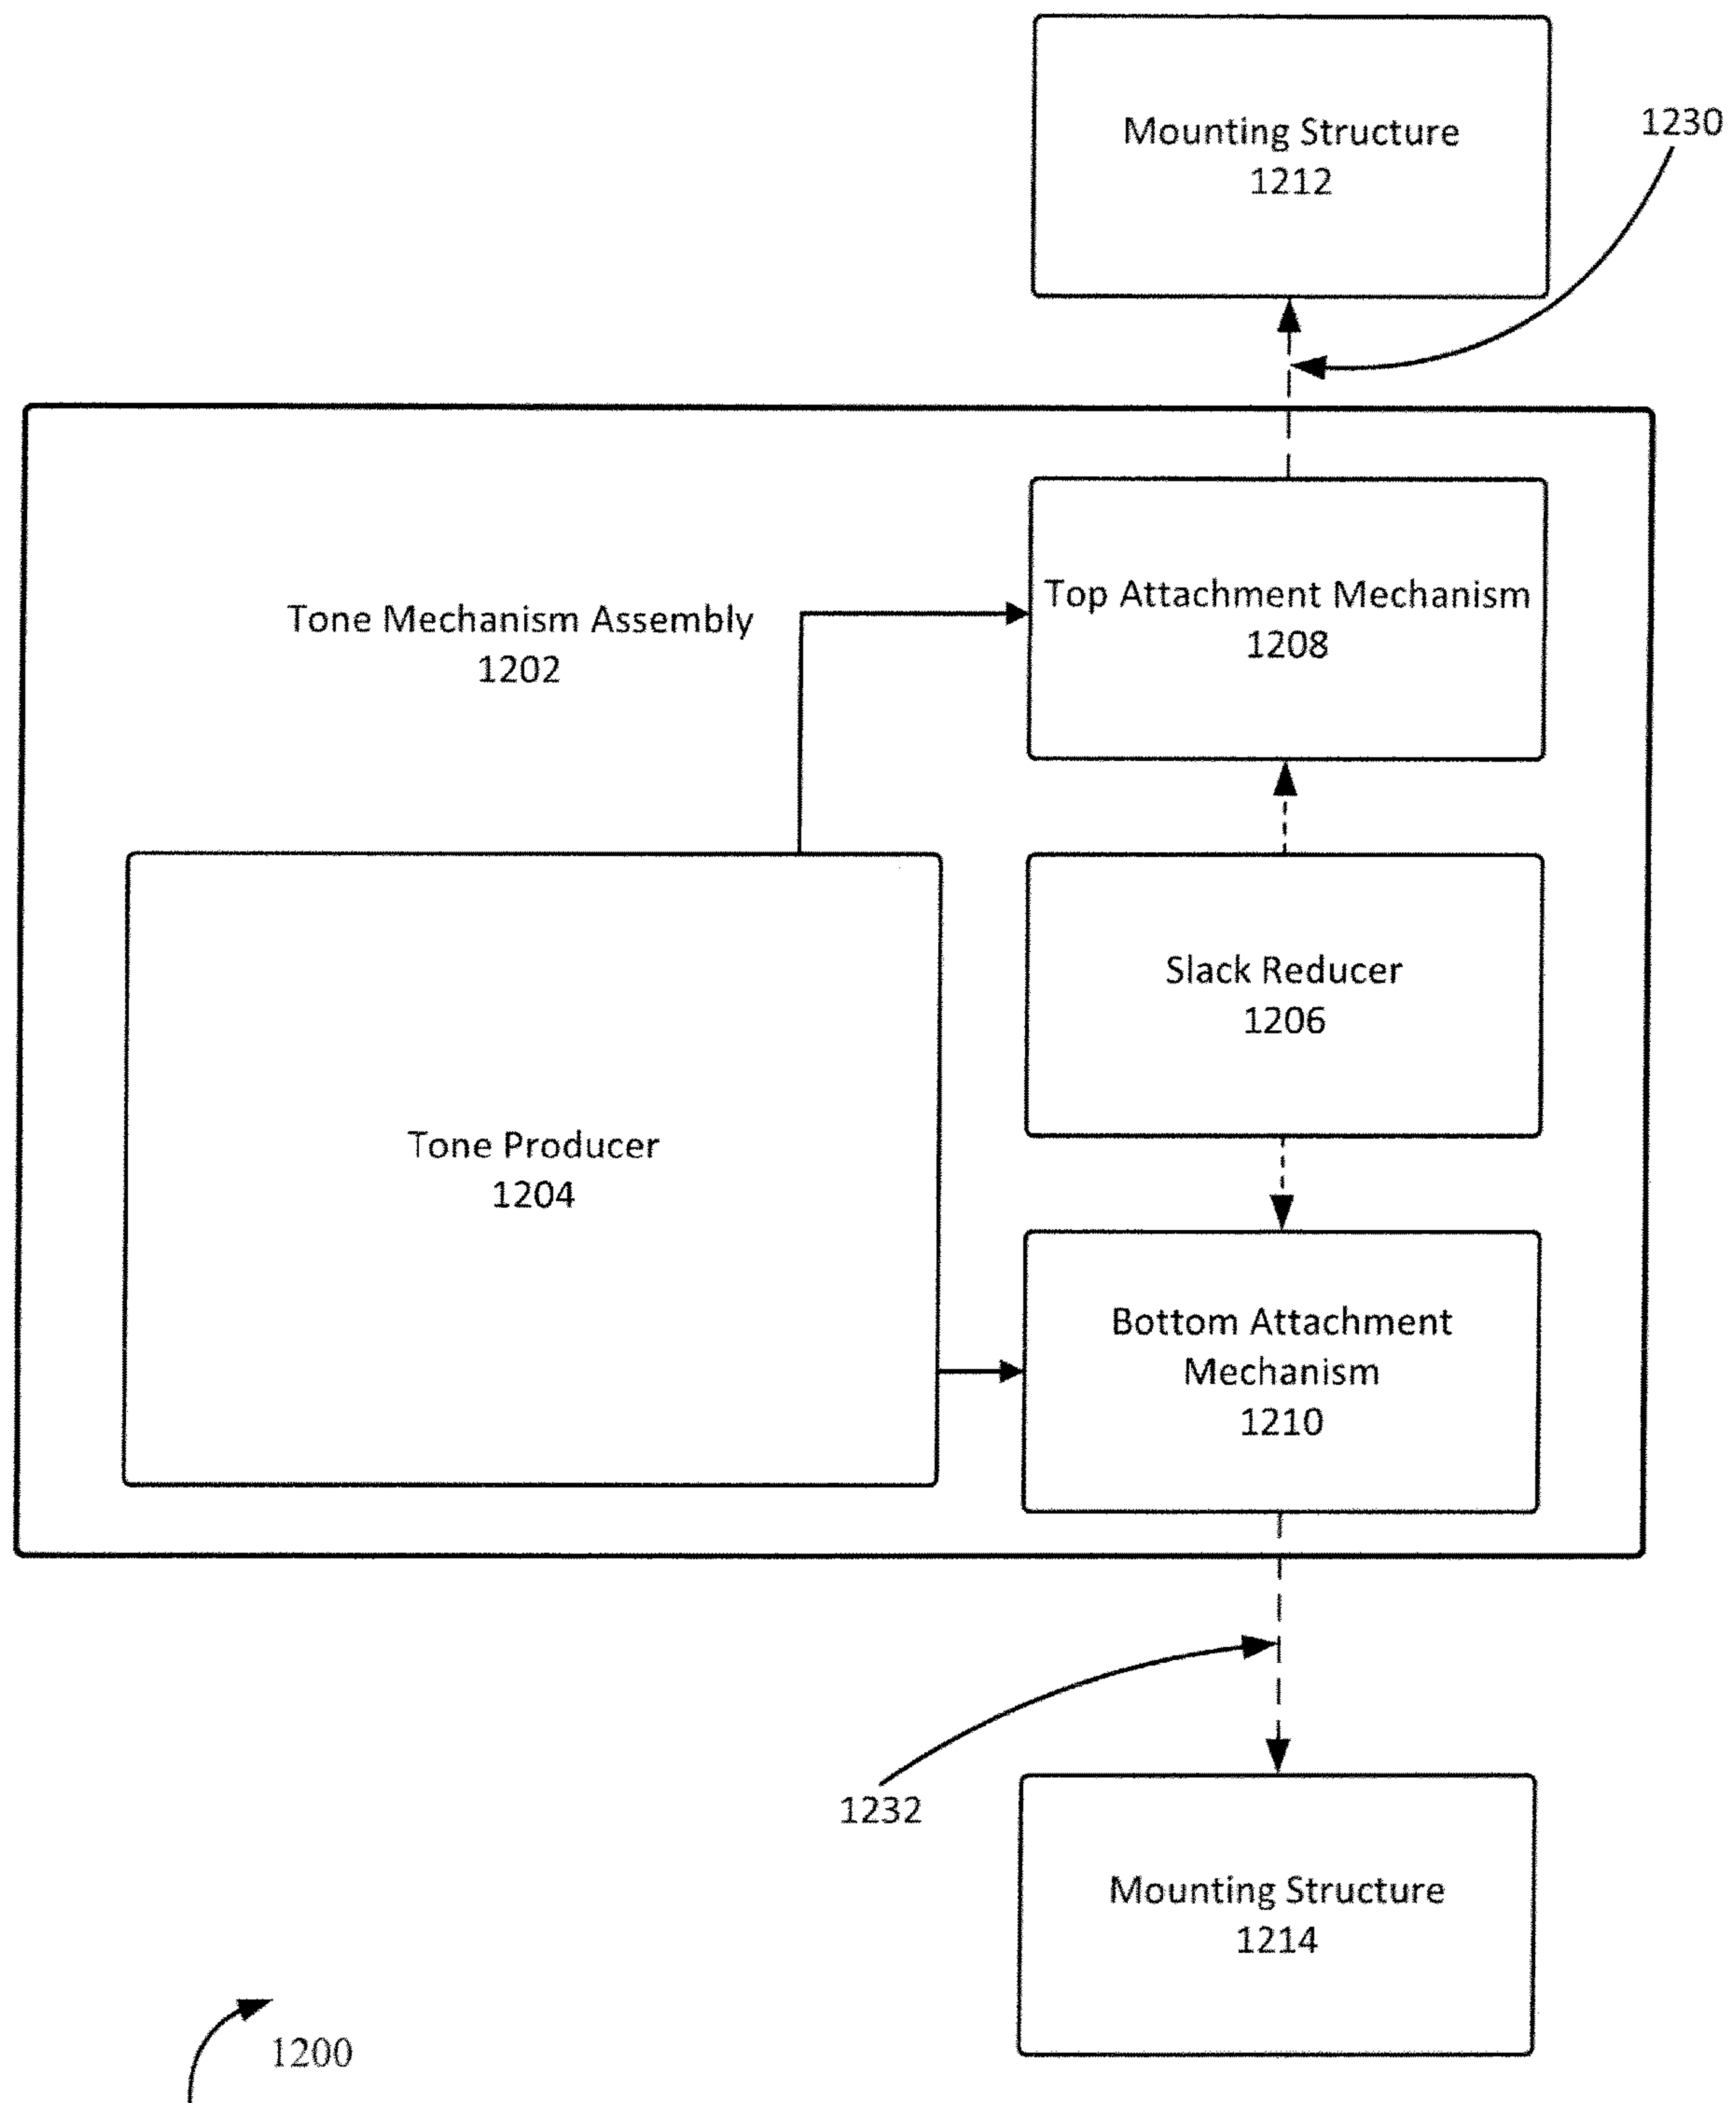 Mounting Structure
1212
1230
Top Attachment Mechanism
1208
Tone Mechanism Assembly
1202
Slack Reducer
1206
Tone Producer
1204
Bottom Attachment
Mechanism
1210
1232
Mounting Structure
1214
1200